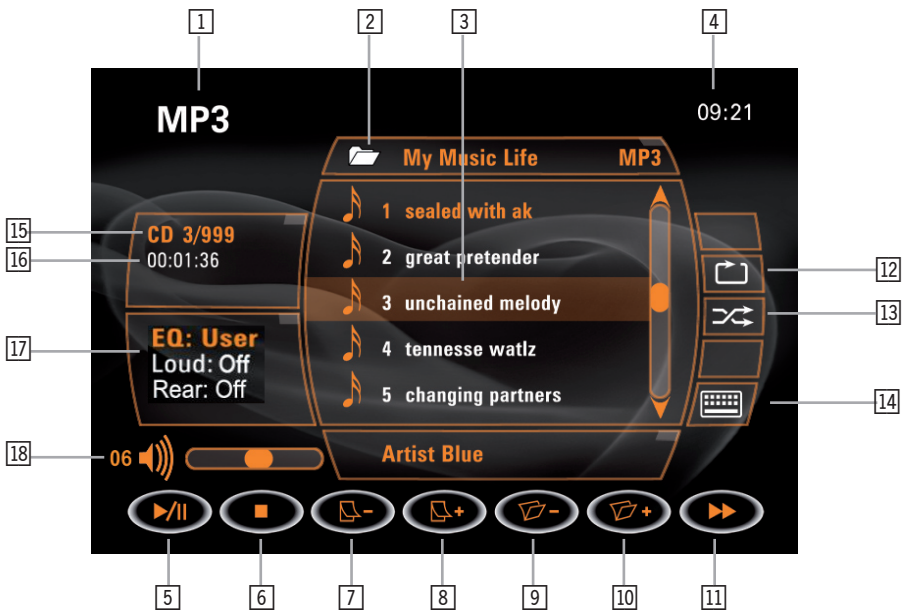 1 2 3 4
MP3
09:21
My Music Life MP3
1 sealed with ak
2 great pretender
3 unchained melody
4 tennesse watlz
5 changing partners
15
CD 3/999
16
00:01:36
12
13
17
EQ: User
Loud: Off
Rear: Off
14
18
06
Artist Blue
5 6 7 8 9 10 11